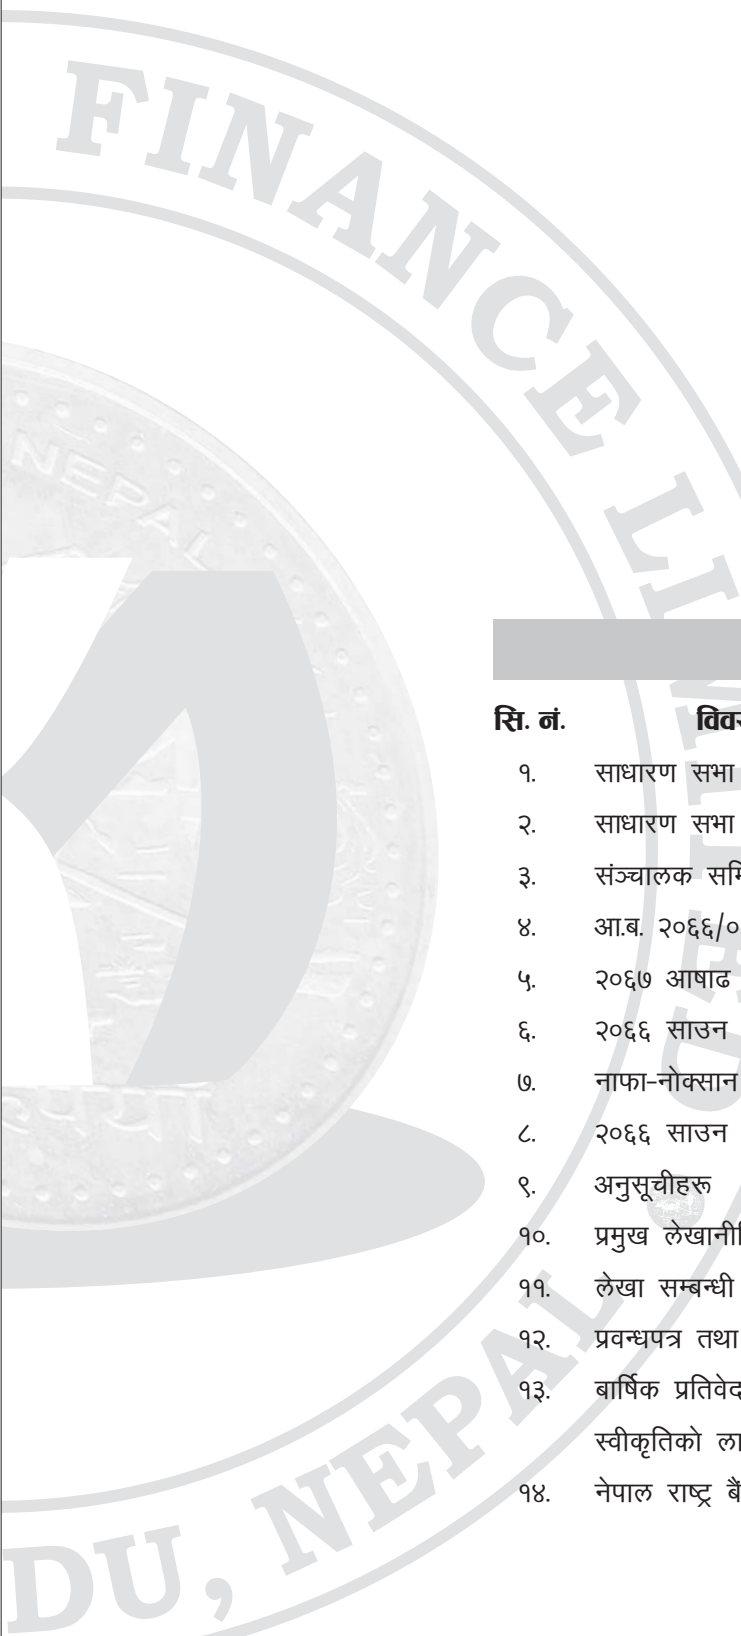 FINANCE LIMITED
DU, NEPAL
NEPAL
सि. नं.
१. साधारण सभा
२. साधारण सभा
३. संञ्चालक
४. आ.ब. २०६६/०
५. २०६७ आषाढ
६. २०६६ साउन
७. नाफा-नोक्सान
८. २०६६ साउन
९. अनुसूचीहरू
१०. प्रमुख
११. लेखा सम्बन्धी
१२. प्रवन्धपत्र तथा
१३. बार्षिक
स्वीकृतिको
१४. नेपाल राष्ट्र